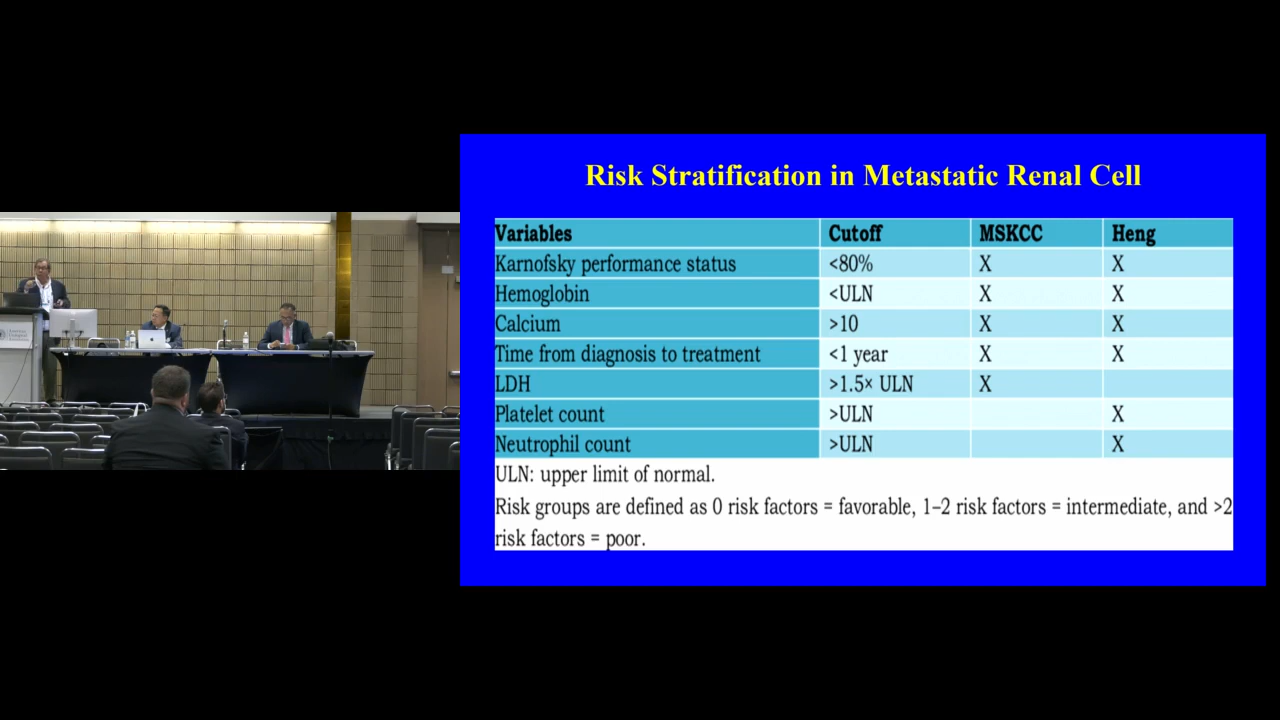 Risk Stratification in Metastatic Renal Cell
Variables Cutoff MSKCC Heng
Karnofsky performance status <80% X X
Hemoglobin <ULN X X
Calcium >10 X X
Time from diagnosis to treatment <1 year X X
LDH >1.5× ULN X
Platelet count >ULN X
Neutrophil count >ULN X
ULN: upper limit of normal.
Risk groups are defined as 0 risk factors = favorable, 1–2 risk factors = intermediate, and >2
risk factors = poor.